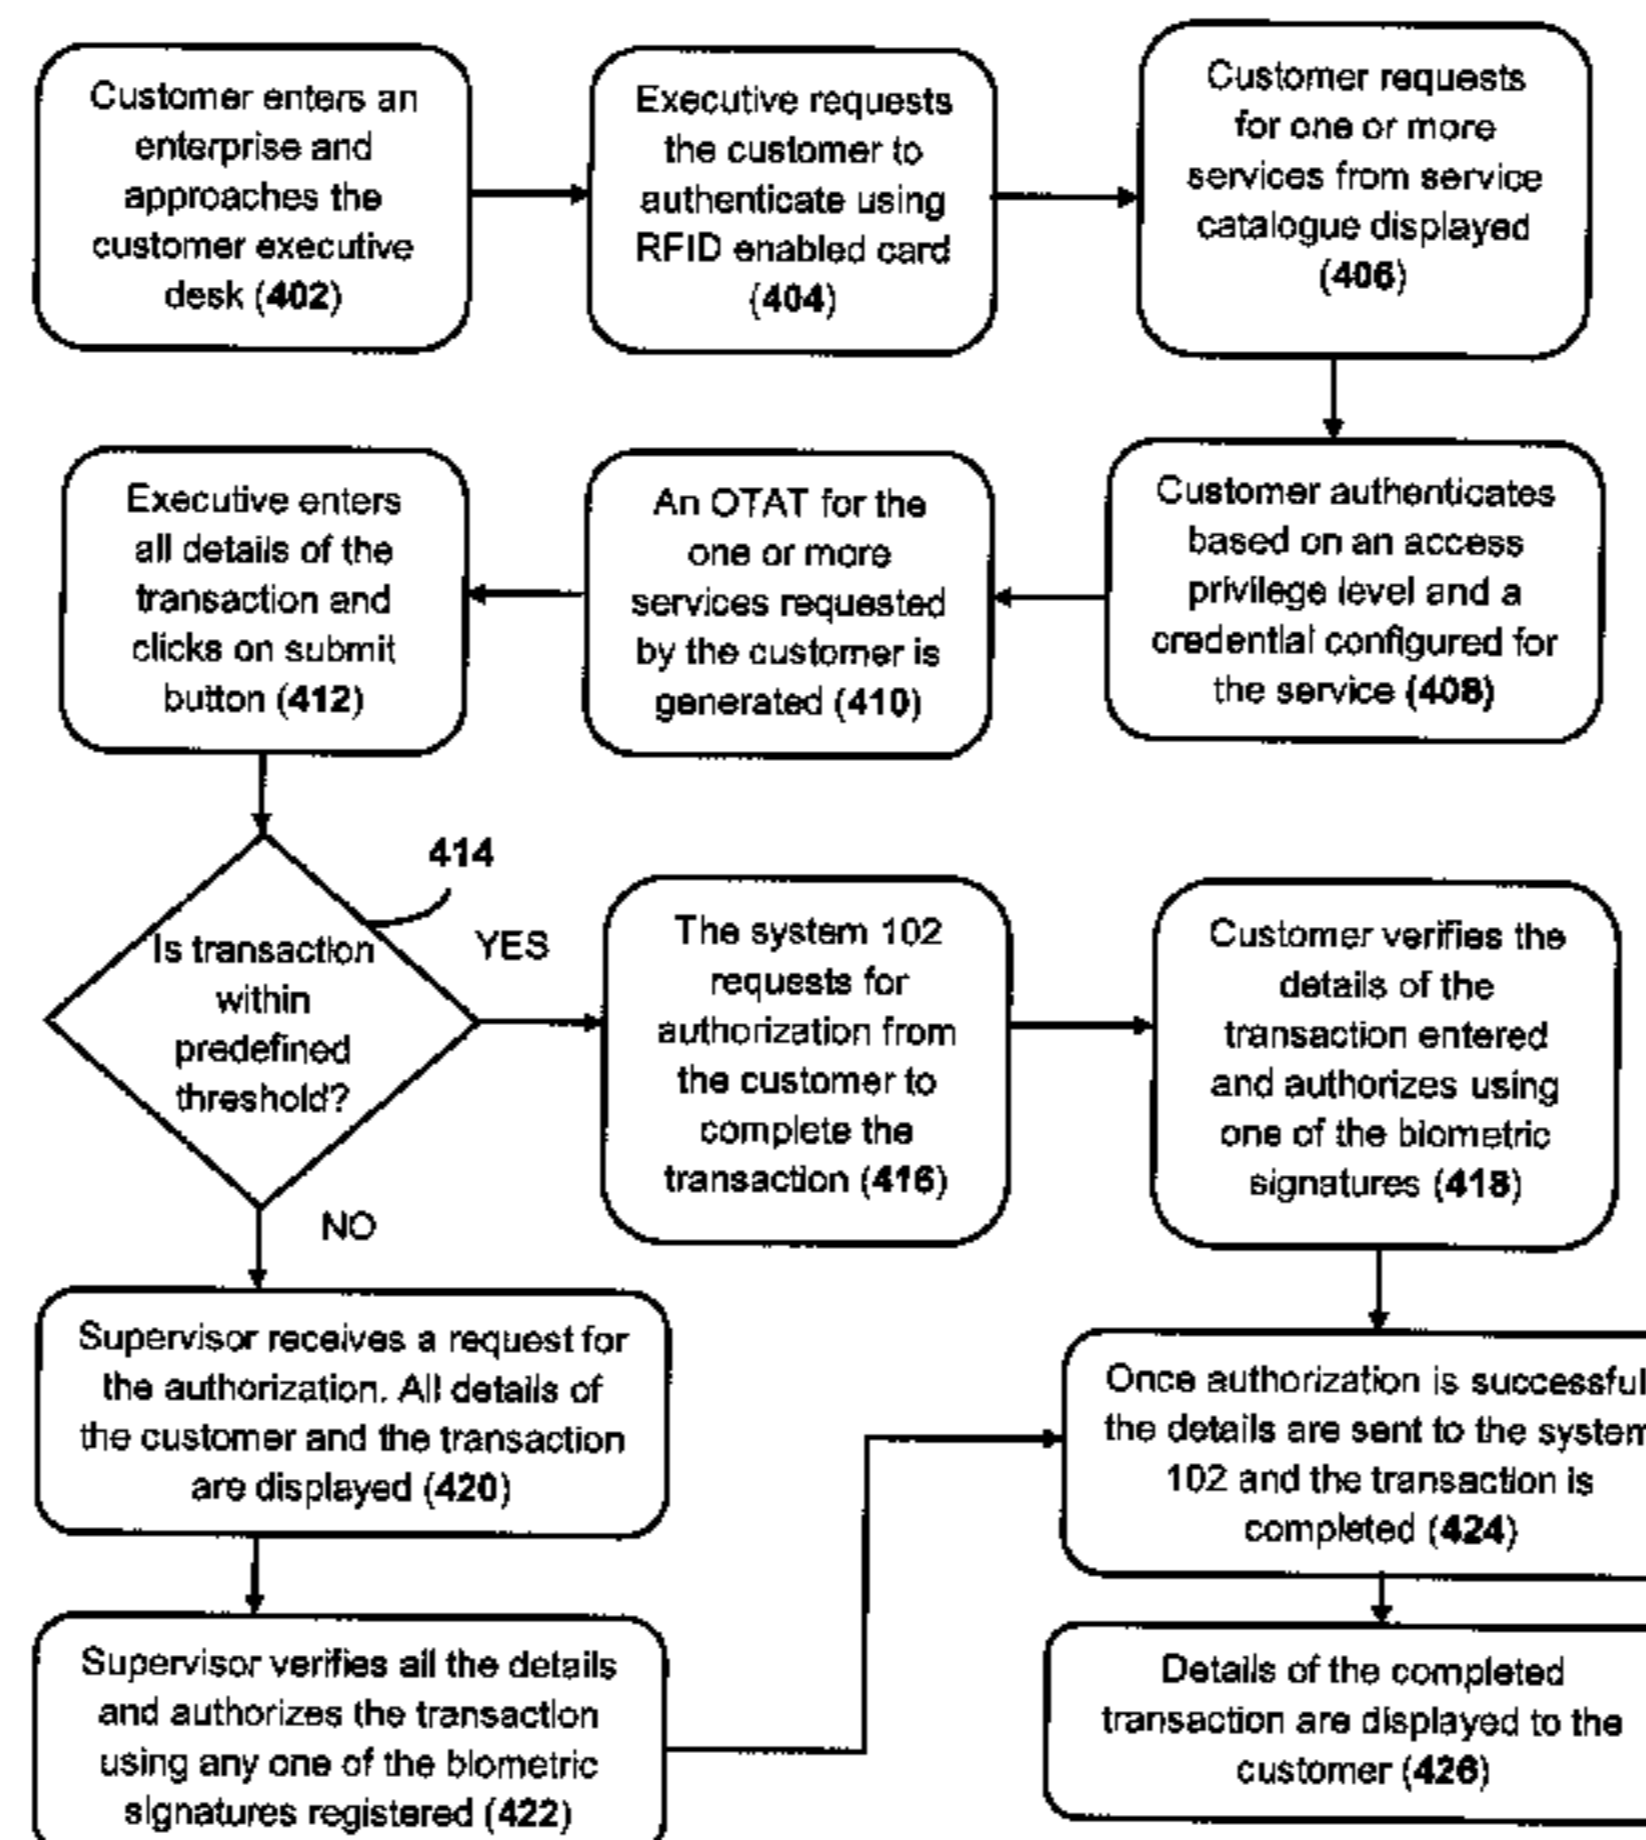 Customer enters an
enterprise and
approaches the
customer executive
desk (402)
Executive requests
the customer to
authenticate using
RFID enabled card
(404)
Customer requests
for one or more
services from service
catalogue displayed
(406)
Customer authenticates
based on an access
privilege level and a
credential configured for
the service (408)
An OTAT for the
one or more
services requested
by the customer is
generated (410)
Executive enters
all details of the
transaction and
clicks on submit
button (412)
414
Is transaction
within
predefined
threshold?
YES
The system 102
requests for
authorization from
the customer to
complete the
transaction (416)
Customer verifies the
details of the
transaction entered
and authorizes using
one of the biometric
signatures (418)
NO
Supervisor receives a request for
the authorization. All details of
the customer and the transaction
are displayed (420)
Supervisor verifies all the details
and authorizes the transaction
using any one of the biometric
signatures registered (422)
Once authorization is successful
the details are sent to the system
102 and the transaction is
completed (424)
Details of the completed
transaction are displayed to the
customer (426)